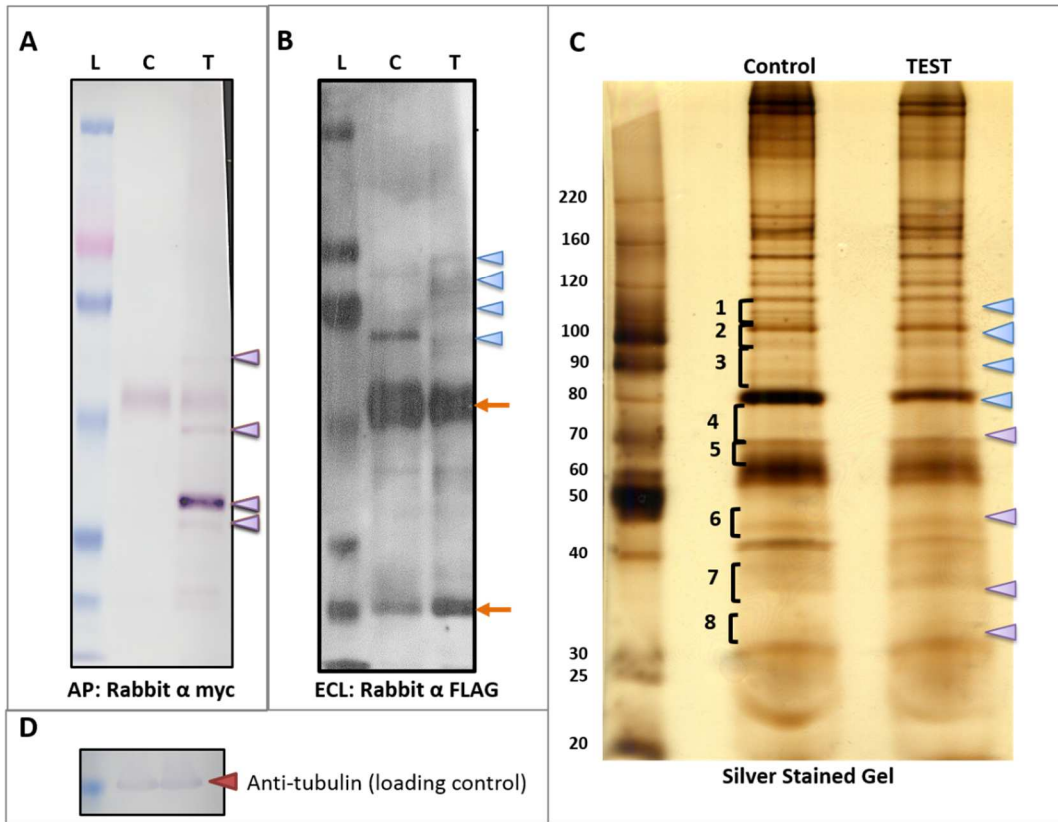 A
L C T
AP: Rabbit α myc
B
L C T
ECL: Rabbit α FLAG
C
Control TEST
220
160
120
100
90
80
70
60
50
40
30
25
20
1
2
3
4
5
6
7
8
Silver Stained Gel
D
Anti-tubulin (loading control)